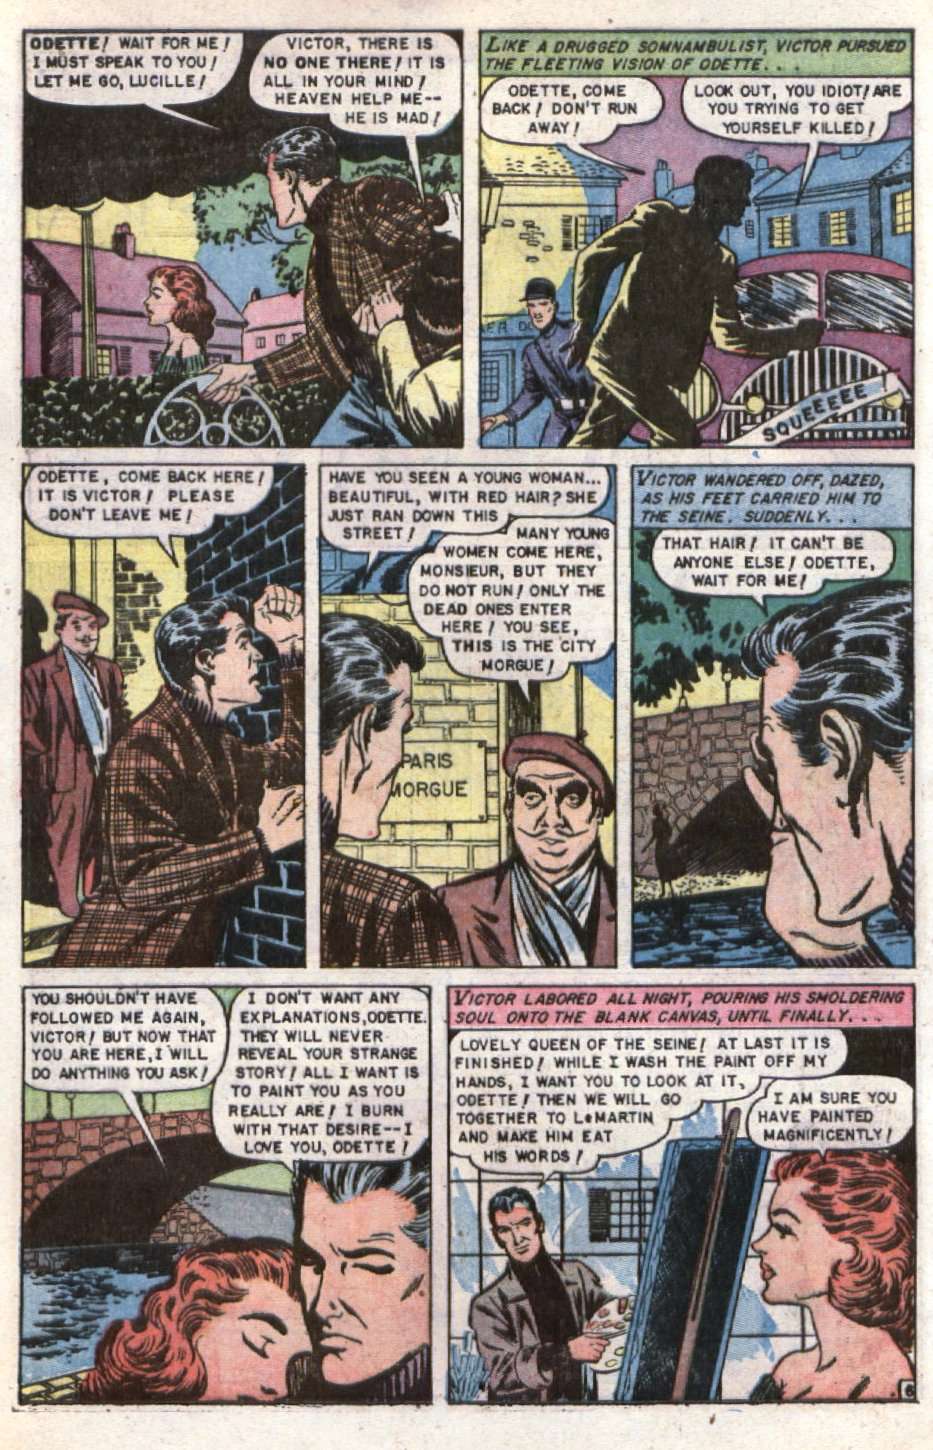 ODETTE! WAIT FOR ME!
I MUST SPEAK TO YOU!
LET ME GO, LUCILLE!
VICTOR, THERE IS
NO ONE THERE! IT IS
ALL IN YOUR MIND!
HEAVEN HELP ME--
HE IS MAD!
LIKE A DRUGGED SOMNAMBULIST, VICTOR PURSUED
THE FLEETING VISION OF ODETTE...
ODETTE, COME
BACK! DON'T RUN
AWAY!
LOOK OUT, YOU IDIOT! ARE
YOU TRYING TO GET
YOURSELF KILLED!
SQUEEEEE
ODETTE, COME BACK HERE!
IT IS VICTOR! PLEASE
DON'T LEAVE ME!
HAVE YOU SEEN A YOUNG WOMAN...
BEAUTIFUL, WITH RED HAIR? SHE
JUST RAN DOWN THIS
STREET!
MANY YOUNG
WOMEN COME HERE,
MONSIEUR, BUT THEY
DO NOT RUN! ONLY THE
DEAD ONES ENTER
HERE! YOU SEE,
THIS IS THE CITY
MORGUE!
PARIS
MORGUE
VICTOR WANDERED OFF, DAZED,
AS HIS FEET CARRIED HIM TO
THE SEINE. SUDDENLY...
THAT HAIR! IT CAN'T BE
ANYONE ELSE! ODETTE,
WAIT FOR ME!
YOU SHOULDN'T HAVE
FOLLOWED ME AGAIN,
VICTOR! BUT NOW THAT
YOU ARE HERE, I WILL
DO ANYTHING YOU ASK!
I DON'T WANT ANY
EXPLANATIONS, ODETTE.
THEY WILL NEVER
REVEAL YOUR STRANGE
STORY! ALL I WANT IS
TO PAINT YOU AS YOU
REALLY ARE! I BURN
WITH THAT DESIRE--I
LOVE YOU, ODETTE!
VICTOR LABORED ALL NIGHT, POURING HIS SMOLDERING
SOUL ONTO THE BLANK CANVAS, UNTIL FINALLY...
LOVELY QUEEN OF THE SEINE! AT LAST IT IS
FINISHED! WHILE I WASH THE PAINT OFF MY
HANDS, I WANT YOU TO LOOK AT IT,
ODETTE! THEN WE WILL GO
TOGETHER TO LeMARTIN
AND MAKE HIM EAT
HIS WORDS!
I AM SURE YOU
HAVE PAINTED
MAGNIFICENTLY!
6